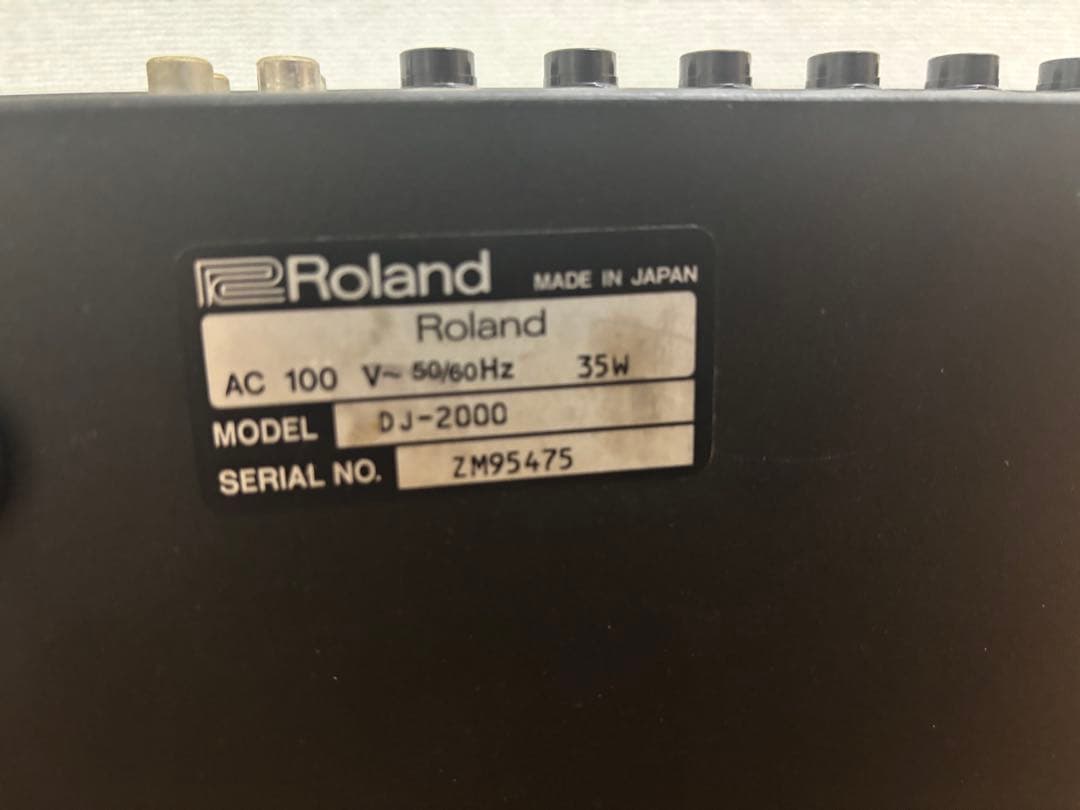 Roland MADE IN JAPAN
Roland
AC 100 V~ 50/60Hz 35W
MODEL DJ-2000
SERIAL NO. ZM95475